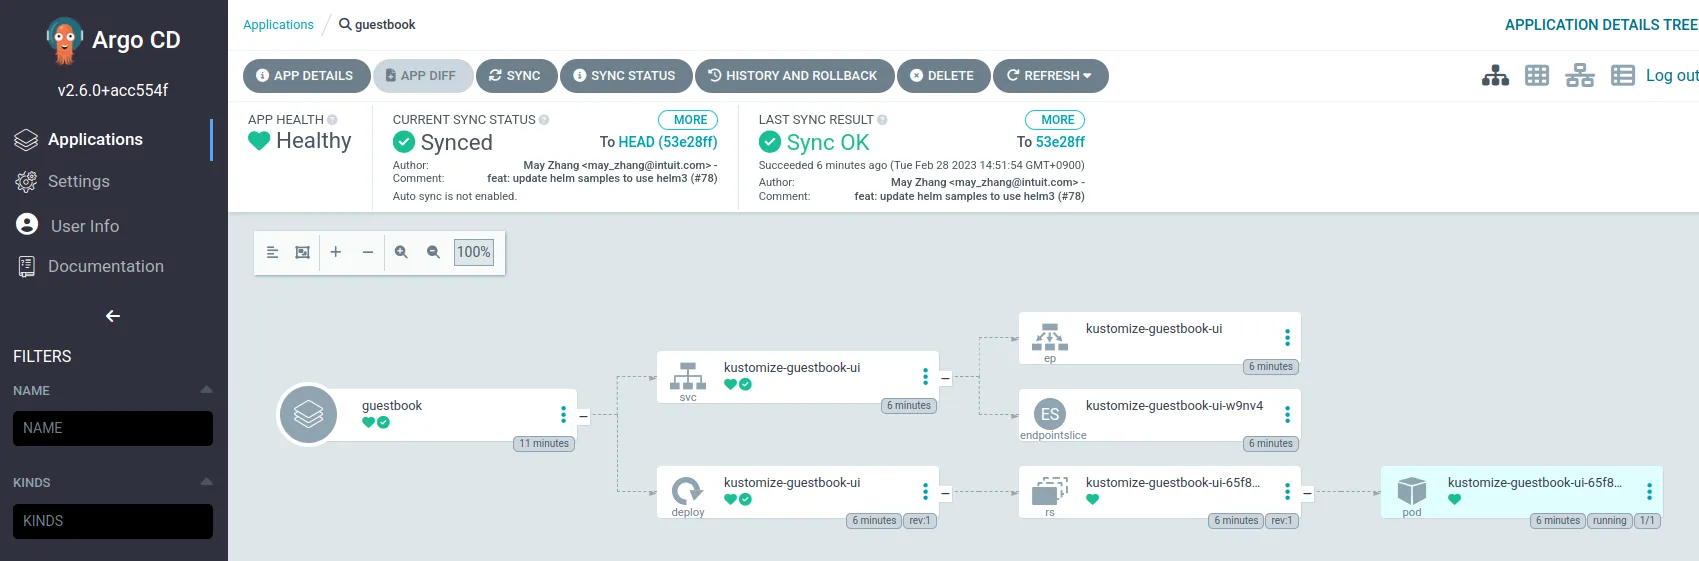 Argo CD
v2.6.0+acc554f
Applications
Settings
User Info
Documentation
FILTERS
NAME
NAME
KINDS
KINDS
Applications / guestbook
APPLICATION DETAILS TREE
APP DETAILS APP DIFF SYNC SYNC STATUS HISTORY AND ROLLBACK DELETE REFRESH
Log out
APP HEALTH
Healthy
CURRENT SYNC STATUS MORE
Synced To HEAD (53e28ff)
Author: May Zhang <may_zhang@intuit.com> -
Comment: feat: update helm samples to use helm3 (#78)
Auto sync is not enabled.
LAST SYNC RESULT MORE
Sync OK To 53e28ff
Succeeded 6 minutes ago (Tue Feb 28 2023 14:51:54 GMT+0900)
Author: May Zhang <may_zhang@intuit.com> -
Comment: feat: update helm samples to use helm3 (#78)
100%
guestbook
11 minutes
kustomize-guestbook-ui
svc
6 minutes
kustomize-guestbook-ui
ep
6 minutes
ES
kustomize-guestbook-ui-w9nv4
endpointslice
6 minutes
kustomize-guestbook-ui
deploy
6 minutes rev:1
kustomize-guestbook-ui-65f8...
rs
6 minutes rev:1
kustomize-guestbook-ui-65f8...
pod
6 minutes running 1/1